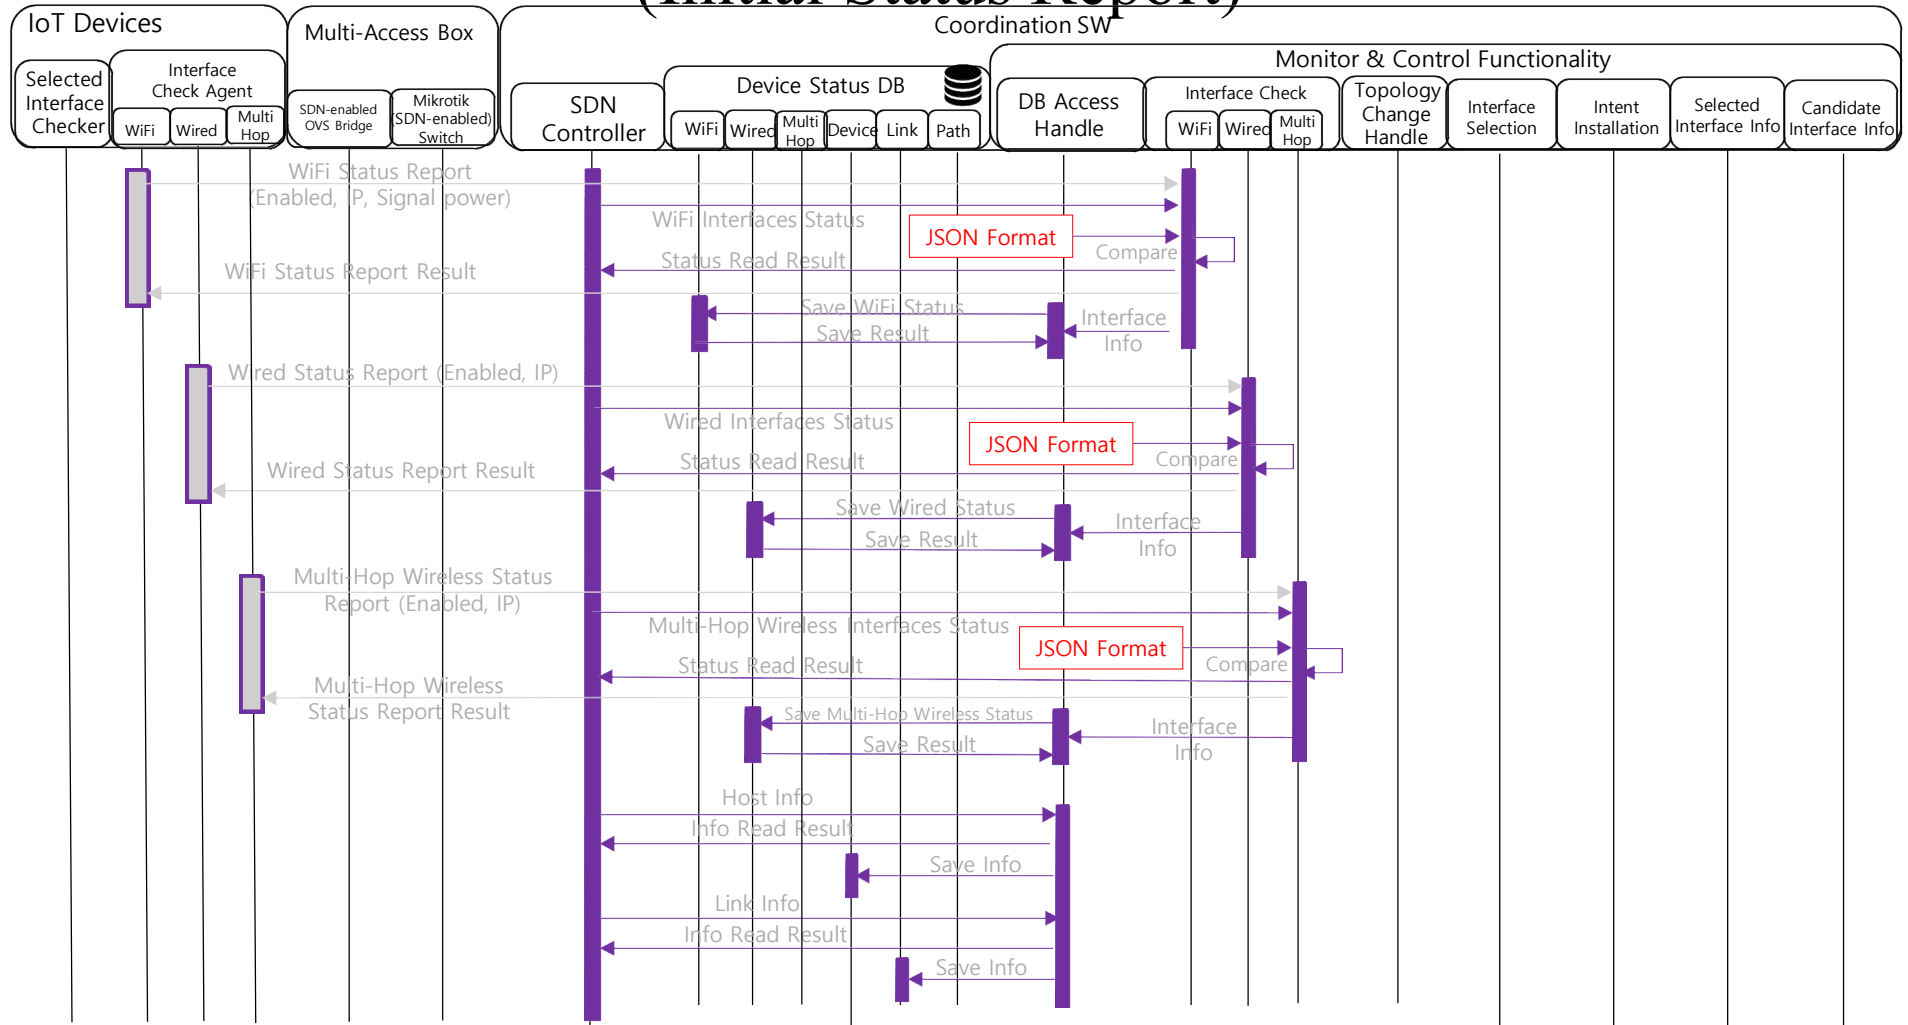 (Initial Status Report)
IoT Devices
Multi-Access Box
Coordination SW
Monitor & Control Functionality
Selected
Interface
Checker
Interface
Check Agent
WiFi
Wired
Multi
Hop
SDN-enabled
OVS Bridge
Mikrotik
(SDN-enabled)
Switch
SDN
Controller
Device Status DB
WiFi
Wired
Multi
Hop
Device
Link
Path
DB Access
Handle
Interface Check
WiFi
Wired
Multi
Hop
Topology
Change
Handle
Interface
Selection
Intent
Installation
Selected
Interface Info
Candidate
Interface Info
WiFi Status Report
(Enabled, IP, Signal power)
WiFi Interfaces Status
JSON Format
Compare
Status Read Result
WiFi Status Report Result
Save WiFi Status
Interface
Info
Save Result
Wired Status Report (Enabled, IP)
Wired Interfaces Status
JSON Format
Compare
Status Read Result
Wired Status Report Result
Save Wired Status
Interface
Info
Save Result
Multi-Hop Wireless Status
Report (Enabled, IP)
Multi-Hop Wireless Interfaces Status
JSON Format
Compare
Status Read Result
Multi-Hop Wireless
Status Report Result
Save Multi-Hop Wireless Status
Interface
Info
Save Result
Host Info
Info Read Result
Save Info
Link Info
Info Read Result
Save Info